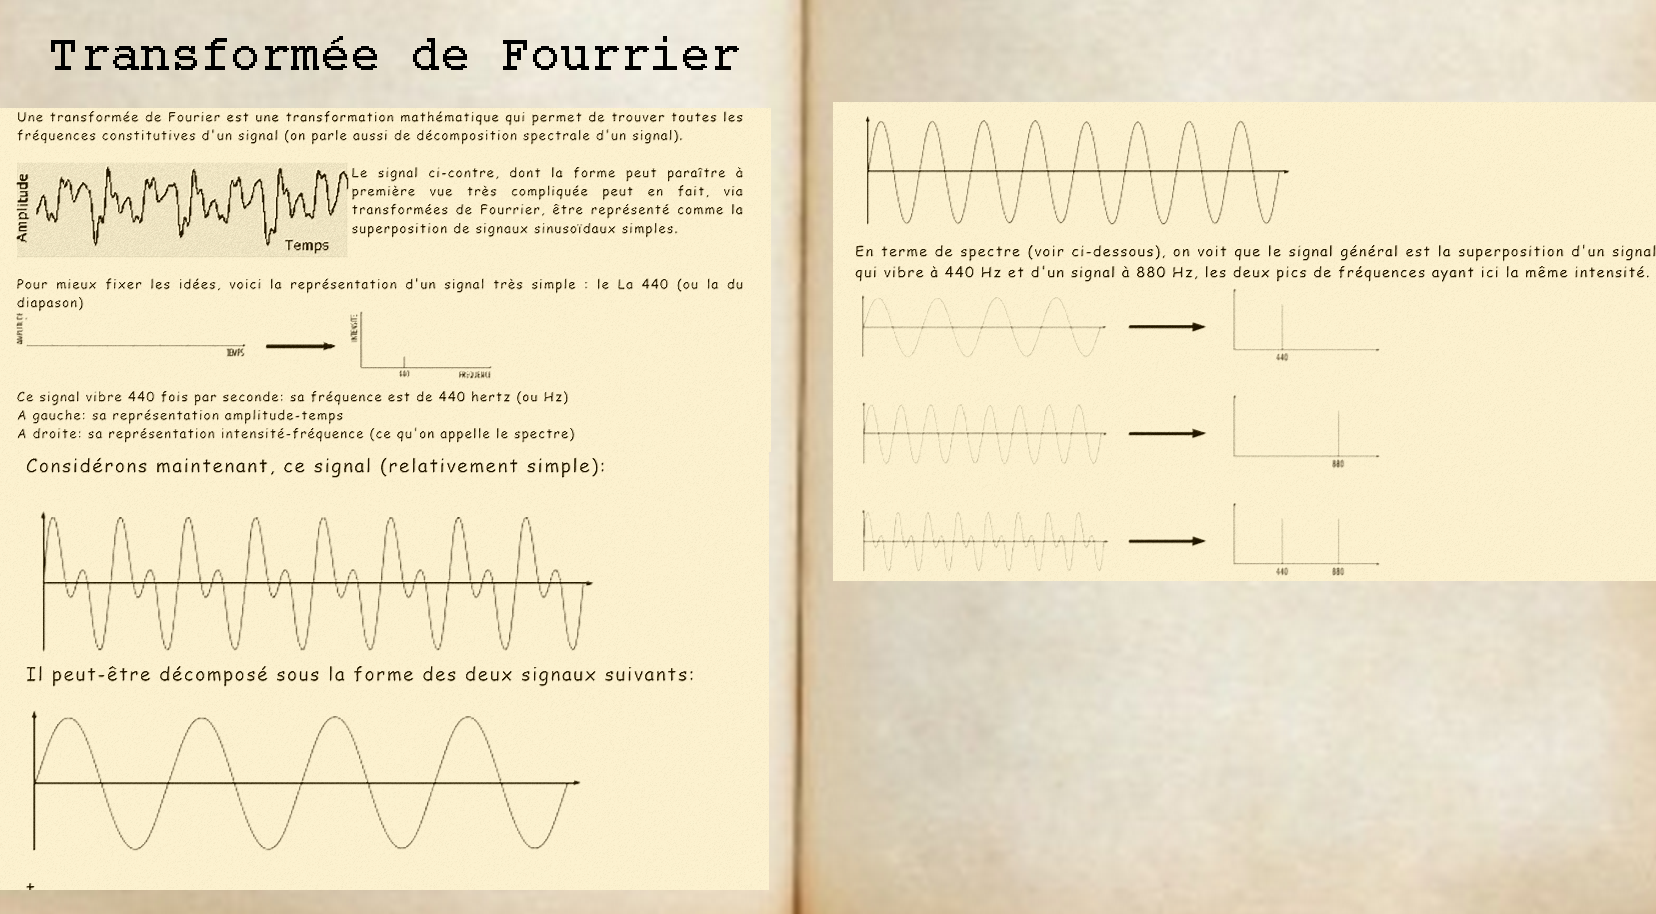 Transformée de Fourrier
Une transformée de Fourier est une transformation mathématique qui permet de trouver toutes les
fréquences constitutives d'un signal (on parle aussi de décomposition spectrale d'un signal).
Amplitude
Temps
Le signal ci-contre, dont la forme peut paraître à
première vue très compliquée peut en fait, via
transformées de Fourrier, être représenté comme la
superposition de signaux sinusoïdaux simples.
Pour mieux fixer les idées, voici la représentation d'un signal très simple : le La 440 (ou la du
diapason)
AMPLITUDE
TEMPS
INTENSITE
440
FREQUENCE
Ce signal vibre 440 fois par seconde: sa fréquence est de 440 hertz (ou Hz)
A gauche: sa représentation amplitude-temps
A droite: sa représentation intensité-fréquence (ce qu'on appelle le spectre)
Considérons maintenant, ce signal (relativement simple):
Il peut-être décomposé sous la forme des deux signaux suivants:
+
En terme de spectre (voir ci-dessous), on voit que le signal général est la superposition d'un signal
qui vibre à 440 Hz et d'un signal à 880 Hz, les deux pics de fréquences ayant ici la même intensité.
440
880
440 880